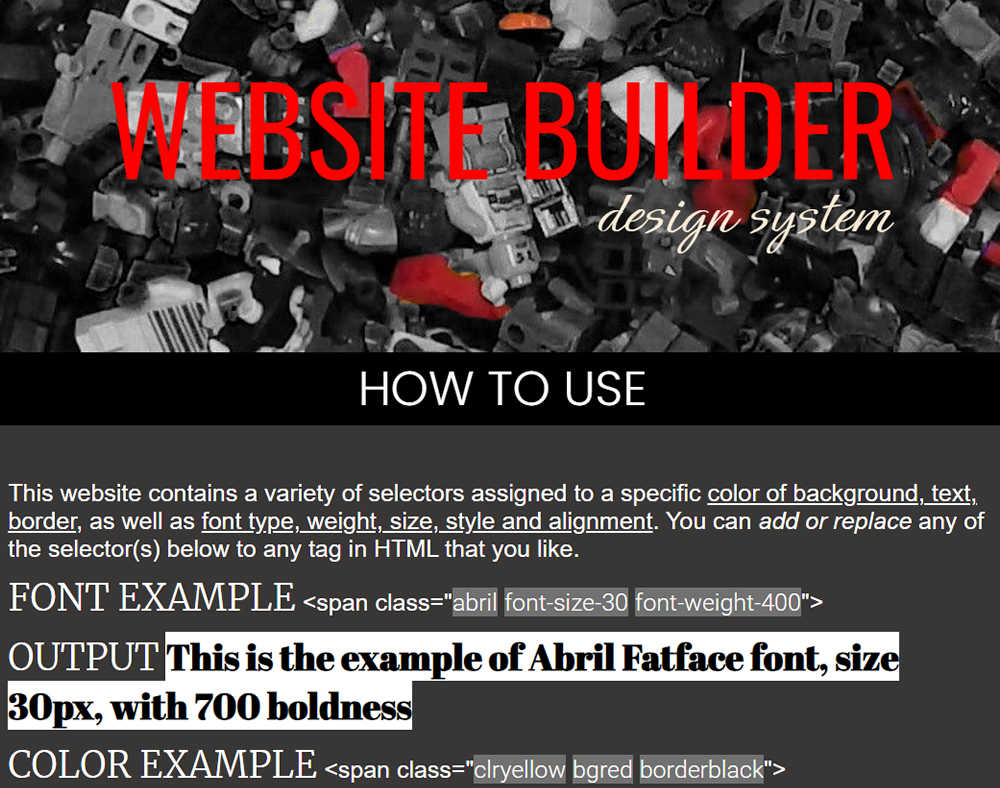 WEBSITE BUILDER
design system
HOW TO USE
This website contains a variety of selectors assigned to a specific color of background, text,
border, as well as font type, weight, size, style and alignment. You can add or replace any of
the selector(s) below to any tag in HTML that you like.
FONT EXAMPLE <span class="abril font-size-30 font-weight-400">
OUTPUT This is the example of Abril Fatface font, size
30px, with 700 boldness
COLOR EXAMPLE <span class="clryellow bgred borderblack">